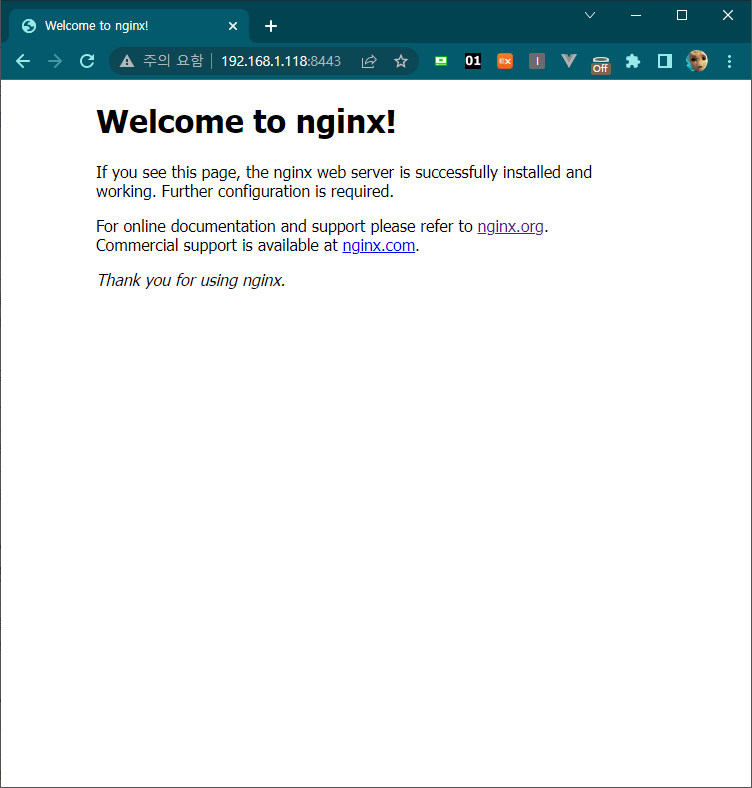 Welcome to nginx!
주의 요함 192.168.1.118:8443
01
EX
I
Off
Welcome to nginx!
If you see this page, the nginx web server is successfully installed and
working. Further configuration is required.
For online documentation and support please refer to nginx.org.
Commercial support is available at nginx.com.
Thank you for using nginx.